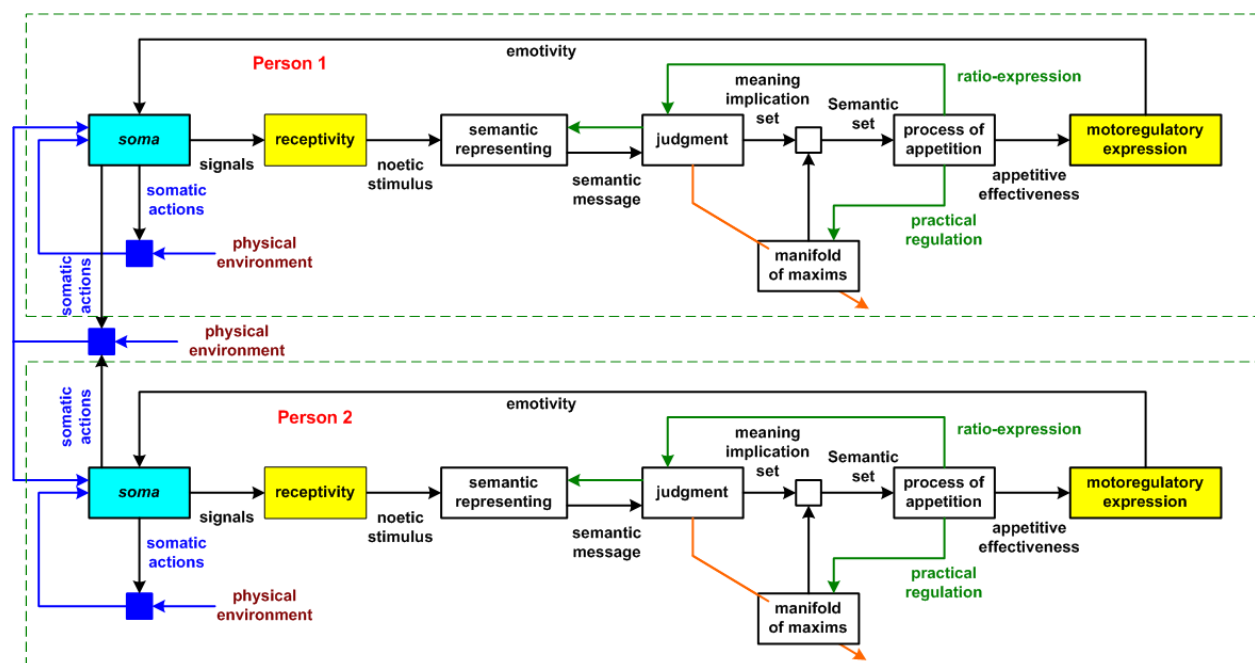 emotivity
Person 1
ratio-expression
meaning
implication
set
Semantic
set
soma
signals
receptivity
noetic
stimulus
semantic
representing
semantic
message
judgment
process of
appetition
appetitive
effectiveness
motoregulatory
expression
somatic
actions
physical
environment
practical
regulation
manifold
of maxims
somatic
actions
physical
environment
somatic
actions
emotivity
Person 2
ratio-expression
meaning
implication
set
Semantic
set
soma
signals
receptivity
noetic
stimulus
semantic
representing
semantic
message
judgment
process of
appetition
appetitive
effectiveness
motoregulatory
expression
somatic
actions
physical
environment
practical
regulation
manifold
of maxims